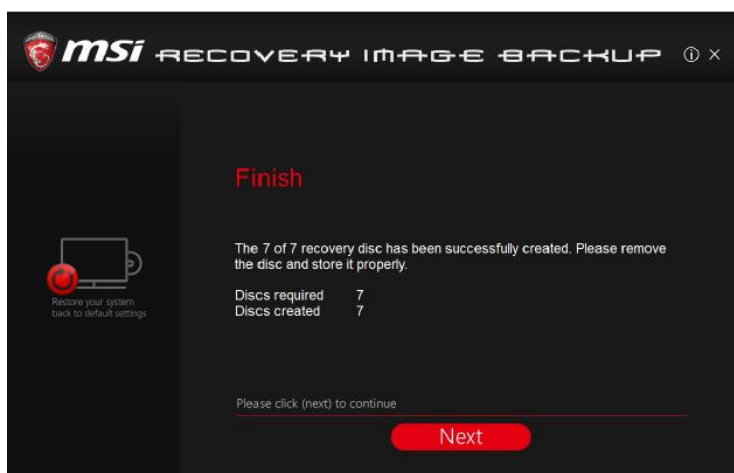 msi RECOVERY IMAGE BACKUP
Finish
The 7 of 7 recovery disc has been successfully created. Please remove
the disc and store it properly.
Discs required 7
Discs created 7
Restore your system
back to default settings
Please click (next) to continue
Next